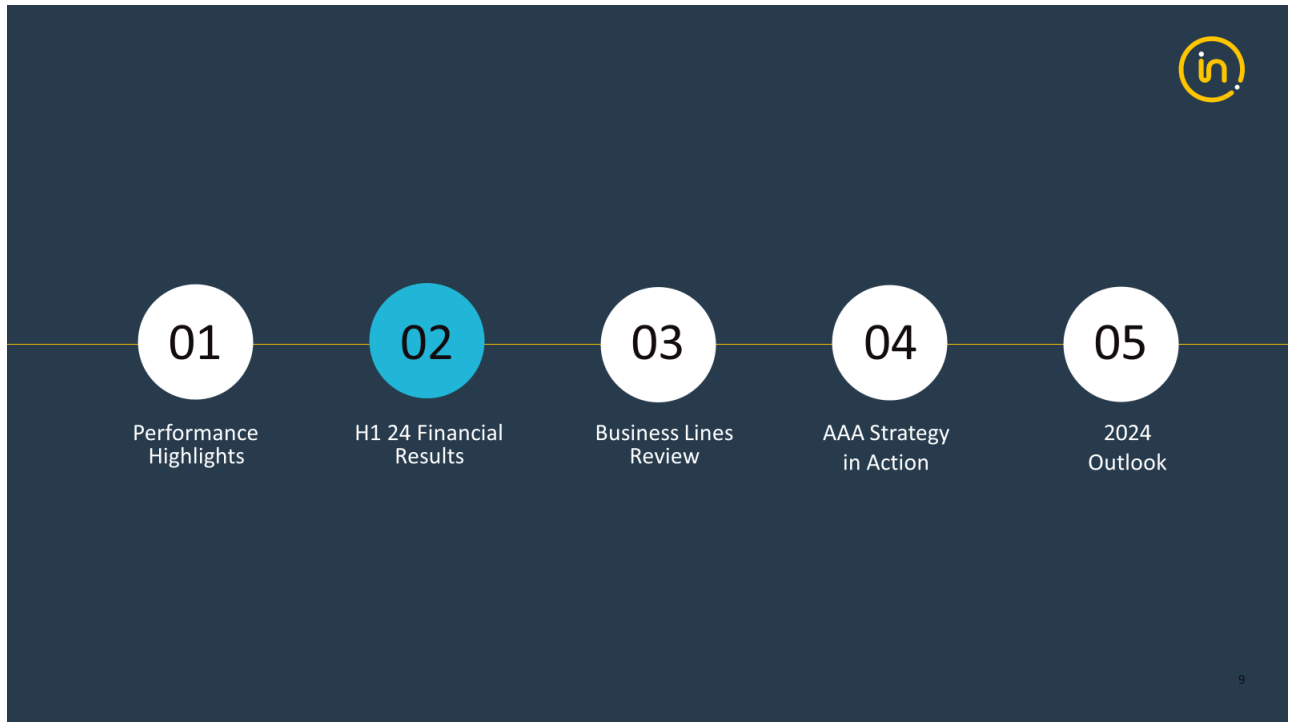 in
01
Performance
Highlights
02
H1 24 Financial
Results
03
Business Lines
Review
04
AAA Strategy
in Action
05
2024
Outlook
9